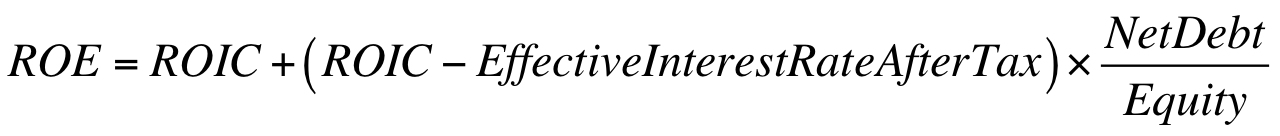 ROE = ROIC + (ROIC − EffectiveInterestRateAfterTax) × NetDebt / Equity